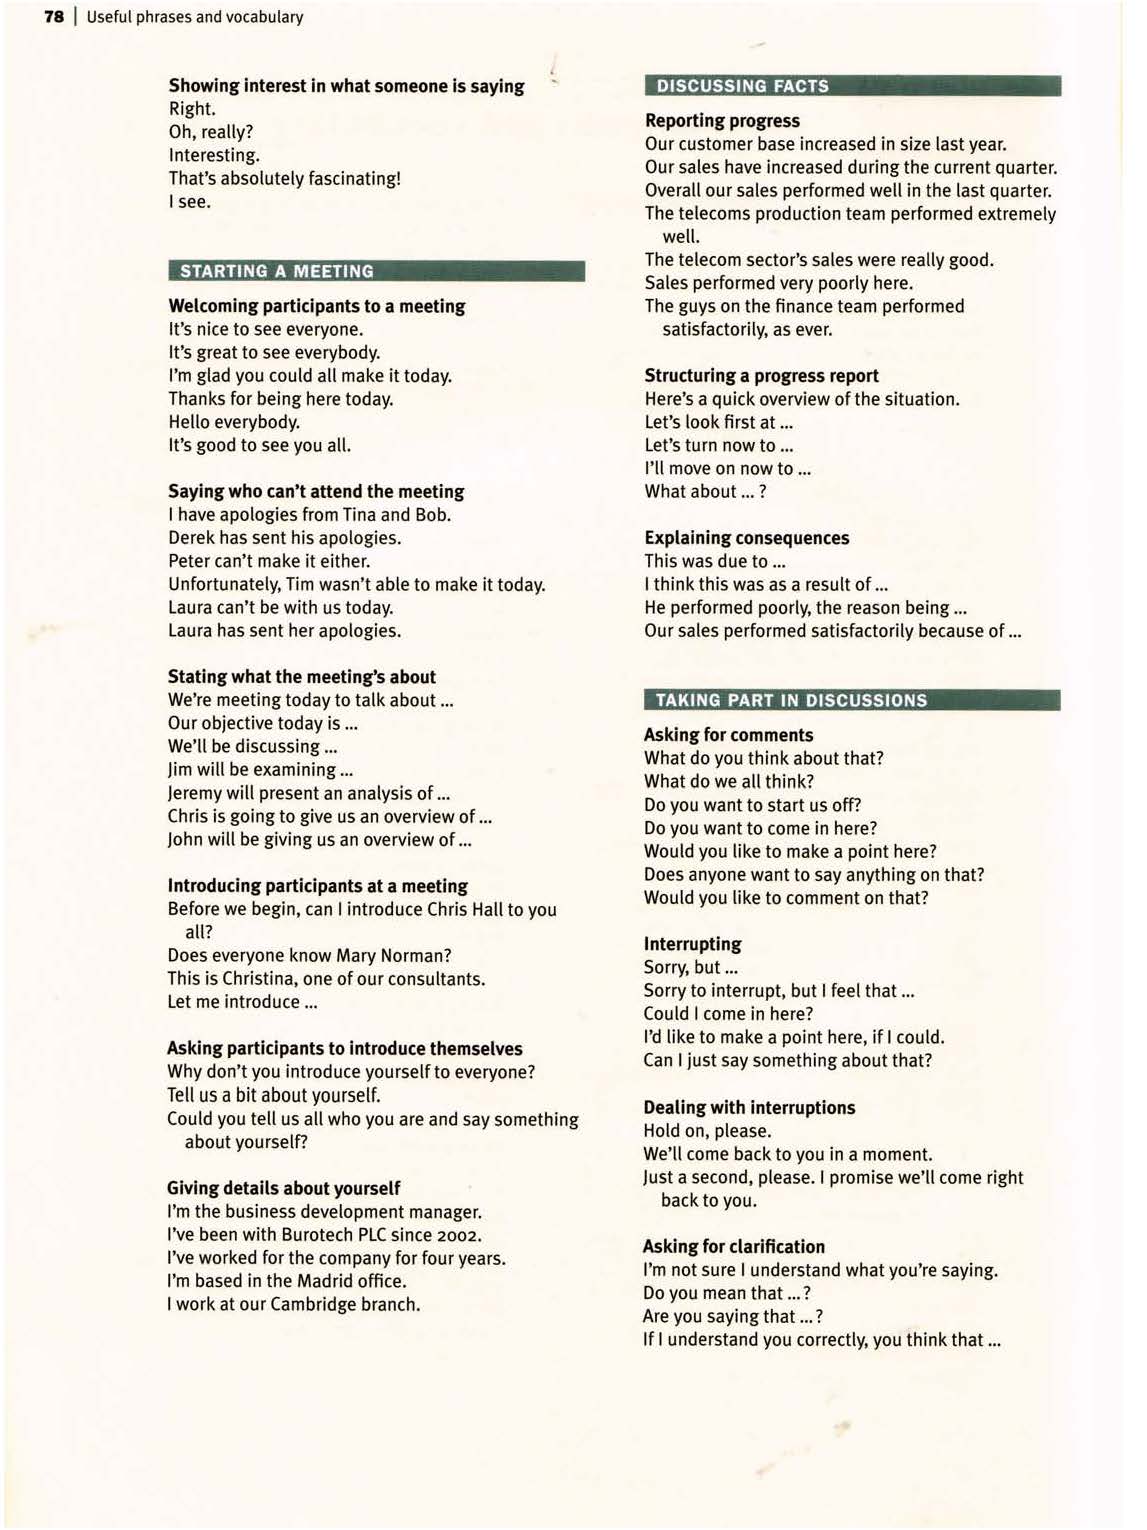 78 | Useful phrases and vocabulary
Showing interest in what someone is saying
Right.
Oh, really?
Interesting.
That's absolutely fascinating!
I see.
STARTING A MEETING
Welcoming participants to a meeting
It's nice to see everyone.
It's great to see everybody.
I'm glad you could all make it today.
Thanks for being here today.
Hello everybody.
It's good to see you all.
Saying who can't attend the meeting
I have apologies from Tina and Bob.
Derek has sent his apologies.
Peter can't make it either.
Unfortunately, Tim wasn't able to make it today.
Laura can't be with us today.
Laura has sent her apologies.
Stating what the meeting's about
We're meeting today to talk about ...
Our objective today is ...
We'll be discussing ...
Jim will be examining ...
Jeremy will present an analysis of ...
Chris is going to give us an overview of ...
John will be giving us an overview of ...
Introducing participants at a meeting
Before we begin, can I introduce Chris Hall to you
all?
Does everyone know Mary Norman?
This is Christina, one of our consultants.
Let me introduce ...
Asking participants to introduce themselves
Why don't you introduce yourself to everyone?
Tell us a bit about yourself.
Could you tell us all who you are and say something
about yourself?
Giving details about yourself
I'm the business development manager.
I've been with Burotech PLC since 2002.
I've worked for the company for four years.
I'm based in the Madrid office.
I work at our Cambridge branch.
DISCUSSING FACTS
Reporting progress
Our customer base increased in size last year.
Our sales have increased during the current quarter.
Overall our sales performed well in the last quarter.
The telecoms production team performed extremely
well.
The telecom sector's sales were really good.
Sales performed very poorly here.
The guys on the finance team performed
satisfactorily, as ever.
Structuring a progress report
Here's a quick overview of the situation.
Let's look first at ...
Let's turn now to ...
I'll move on now to ...
What about ... ?
Explaining consequences
This was due to ...
I think this was as a result of ...
He performed poorly, the reason being ...
Our sales performed satisfactorily because of ...
TAKING PART IN DISCUSSIONS
Asking for comments
What do you think about that?
What do we all think?
Do you want to start us off?
Do you want to come in here?
Would you like to make a point here?
Does anyone want to say anything on that?
Would you like to comment on that?
Interrupting
Sorry, but ...
Sorry to interrupt, but I feel that ...
Could I come in here?
I'd like to make a point here, if I could.
Can I just say something about that?
Dealing with interruptions
Hold on, please.
We'll come back to you in a moment.
Just a second, please. I promise we'll come right
back to you.
Asking for clarification
I'm not sure I understand what you're saying.
Do you mean that ... ?
Are you saying that ... ?
If I understand you correctly, you think that ...